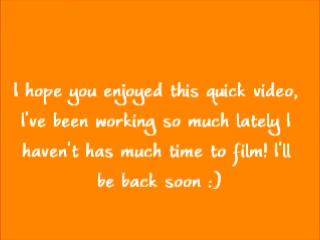 I hope you enjoyed this quick video,
I've been working so much lately I
haven't has much time to film! I'll
be back soon :)